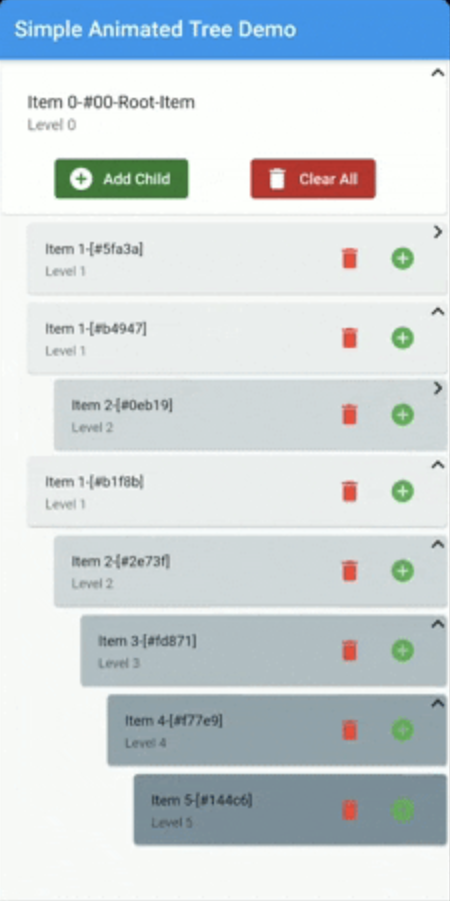 Simple Animated Tree Demo
Item 0-#00-Root-Item
Level 0
Add Child
Clear All
Item 1-[#5fa3a]
Level 1
Item 1-[#b4947]
Level 1
Item 2-[#0eb19]
Level 2
Item 1-[#b1f8b]
Level 1
Item 2-[#2e73f]
Level 2
Item 3-[#fd871]
Level 3
Item 4-[#f77e9]
Level 4
Item 5-[#144c6]
Level 5